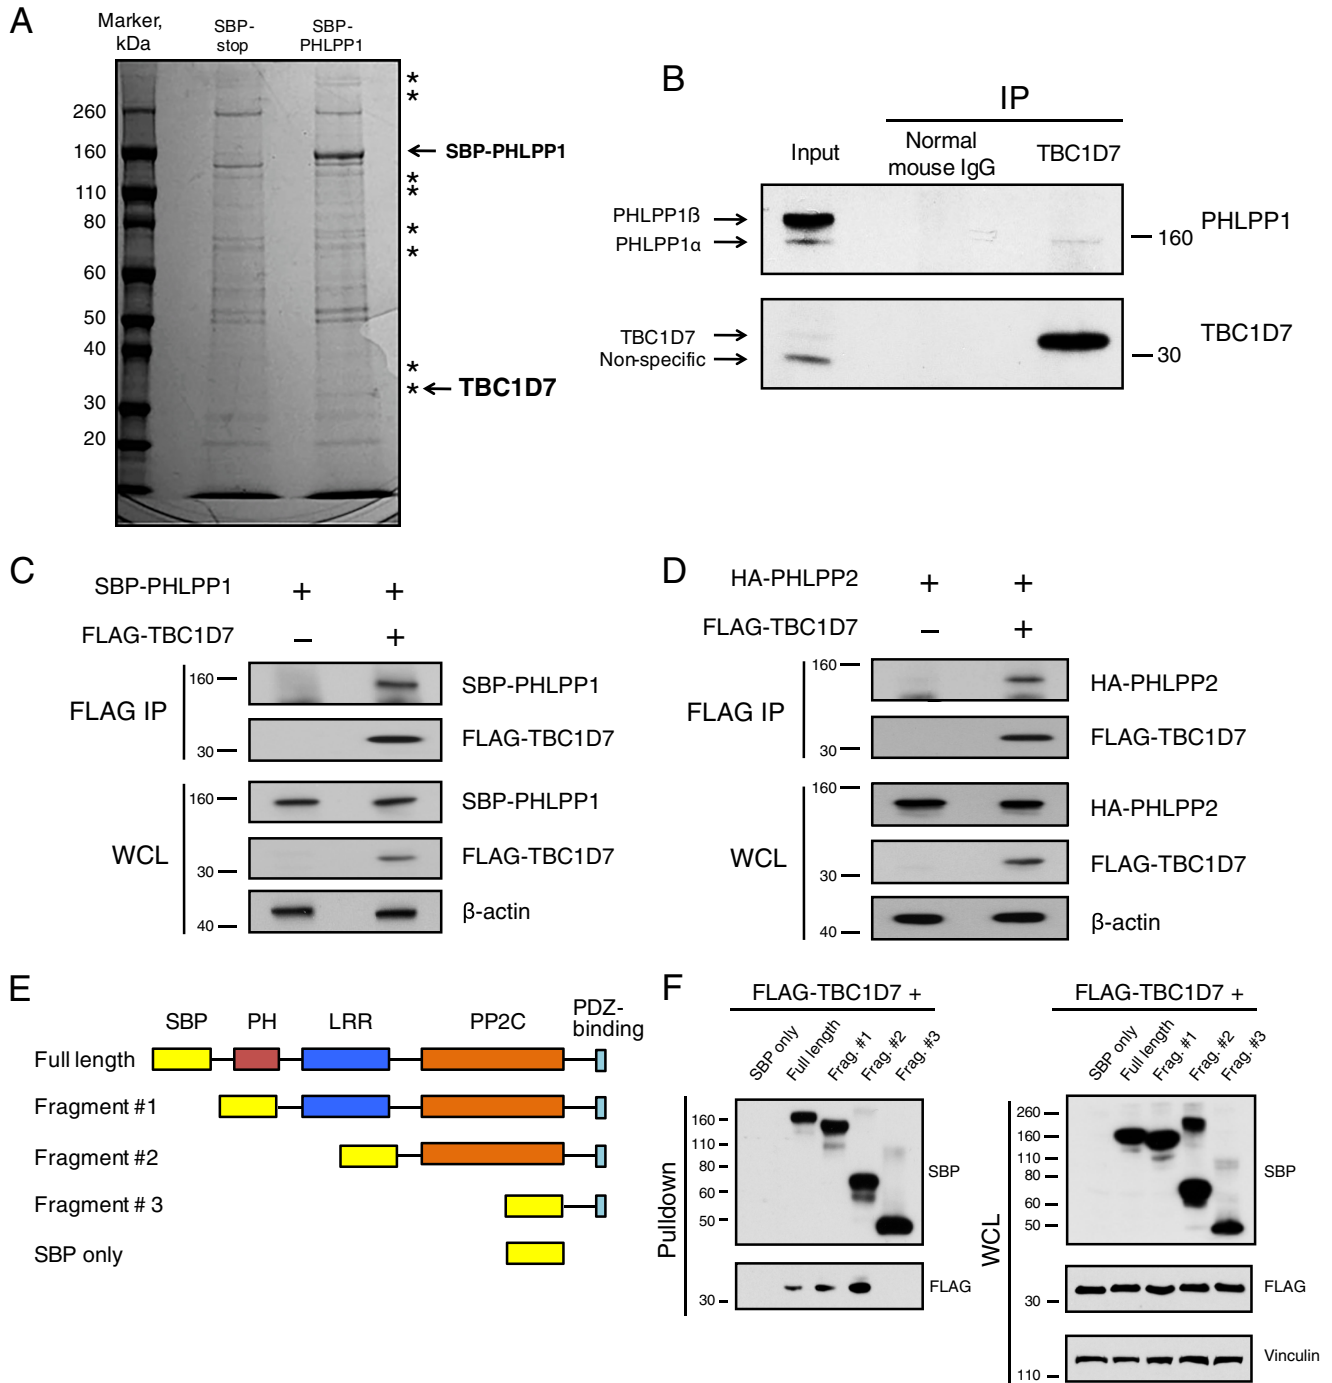 A
Marker, kDa
SBP-stop
SBP-PHLPP1
260
160
110
80
60
50
40
30
20
*
*
← SBP-PHLPP1
*
*
*
*
*
* ← TBC1D7
B
IP
Input
Normal mouse IgG
TBC1D7
PHLPP1ß →
PHLPP1α →
160
PHLPP1
TBC1D7 →
Non-specific →
30
TBC1D7
C
SBP-PHLPP1 + +
FLAG-TBC1D7 – +
FLAG IP
160
SBP-PHLPP1
30
FLAG-TBC1D7
WCL
160
SBP-PHLPP1
30
FLAG-TBC1D7
40
β-actin
D
HA-PHLPP2 + +
FLAG-TBC1D7 – +
FLAG IP
160
HA-PHLPP2
30
FLAG-TBC1D7
WCL
160
HA-PHLPP2
30
FLAG-TBC1D7
40
β-actin
E
SBP PH LRR PP2C PDZ-binding
Full length
Fragment #1
Fragment #2
Fragment # 3
SBP only
F
FLAG-TBC1D7 +
SBP only
Full length
Frag. #1
Frag. #2
Frag. #3
Pulldown
160
110
80
60
50
SBP
30
FLAG
FLAG-TBC1D7 +
SBP only
Full length
Frag. #1
Frag. #2
Frag. #3
WCL
260
160
110
80
60
50
SBP
30
FLAG
110
Vinculin